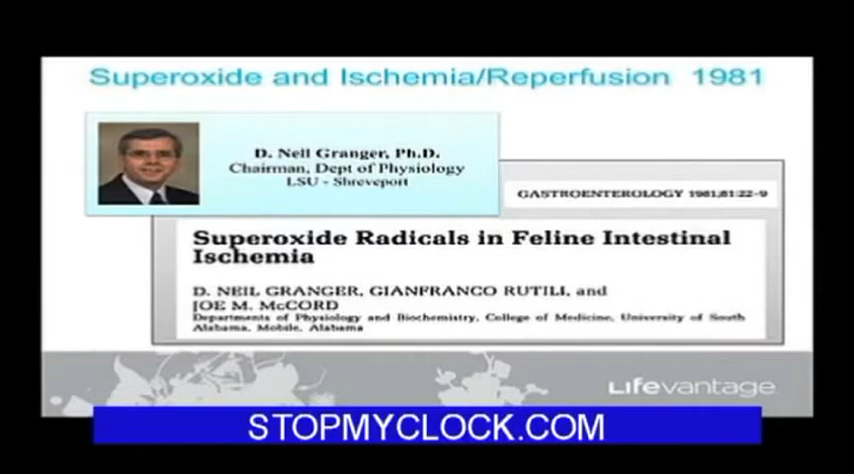 Superoxide and Ischemia/Reperfusion 1981
D. Neil Granger, Ph.D.
Chairman, Dept of Physiology
LSU - Shreveport
GASTROENTEROLOGY 1981;81:22-9
Superoxide Radicals in Feline Intestinal
Ischemia
D. NEIL GRANGER, GIANFRANCO RUTILI, and
JOE M. McCORD
Departments of Physiology and Biochemistry, College of Medicine, University of South
Alabama, Mobile, Alabama
Lifevantage
STOPMYCLOCK.COM